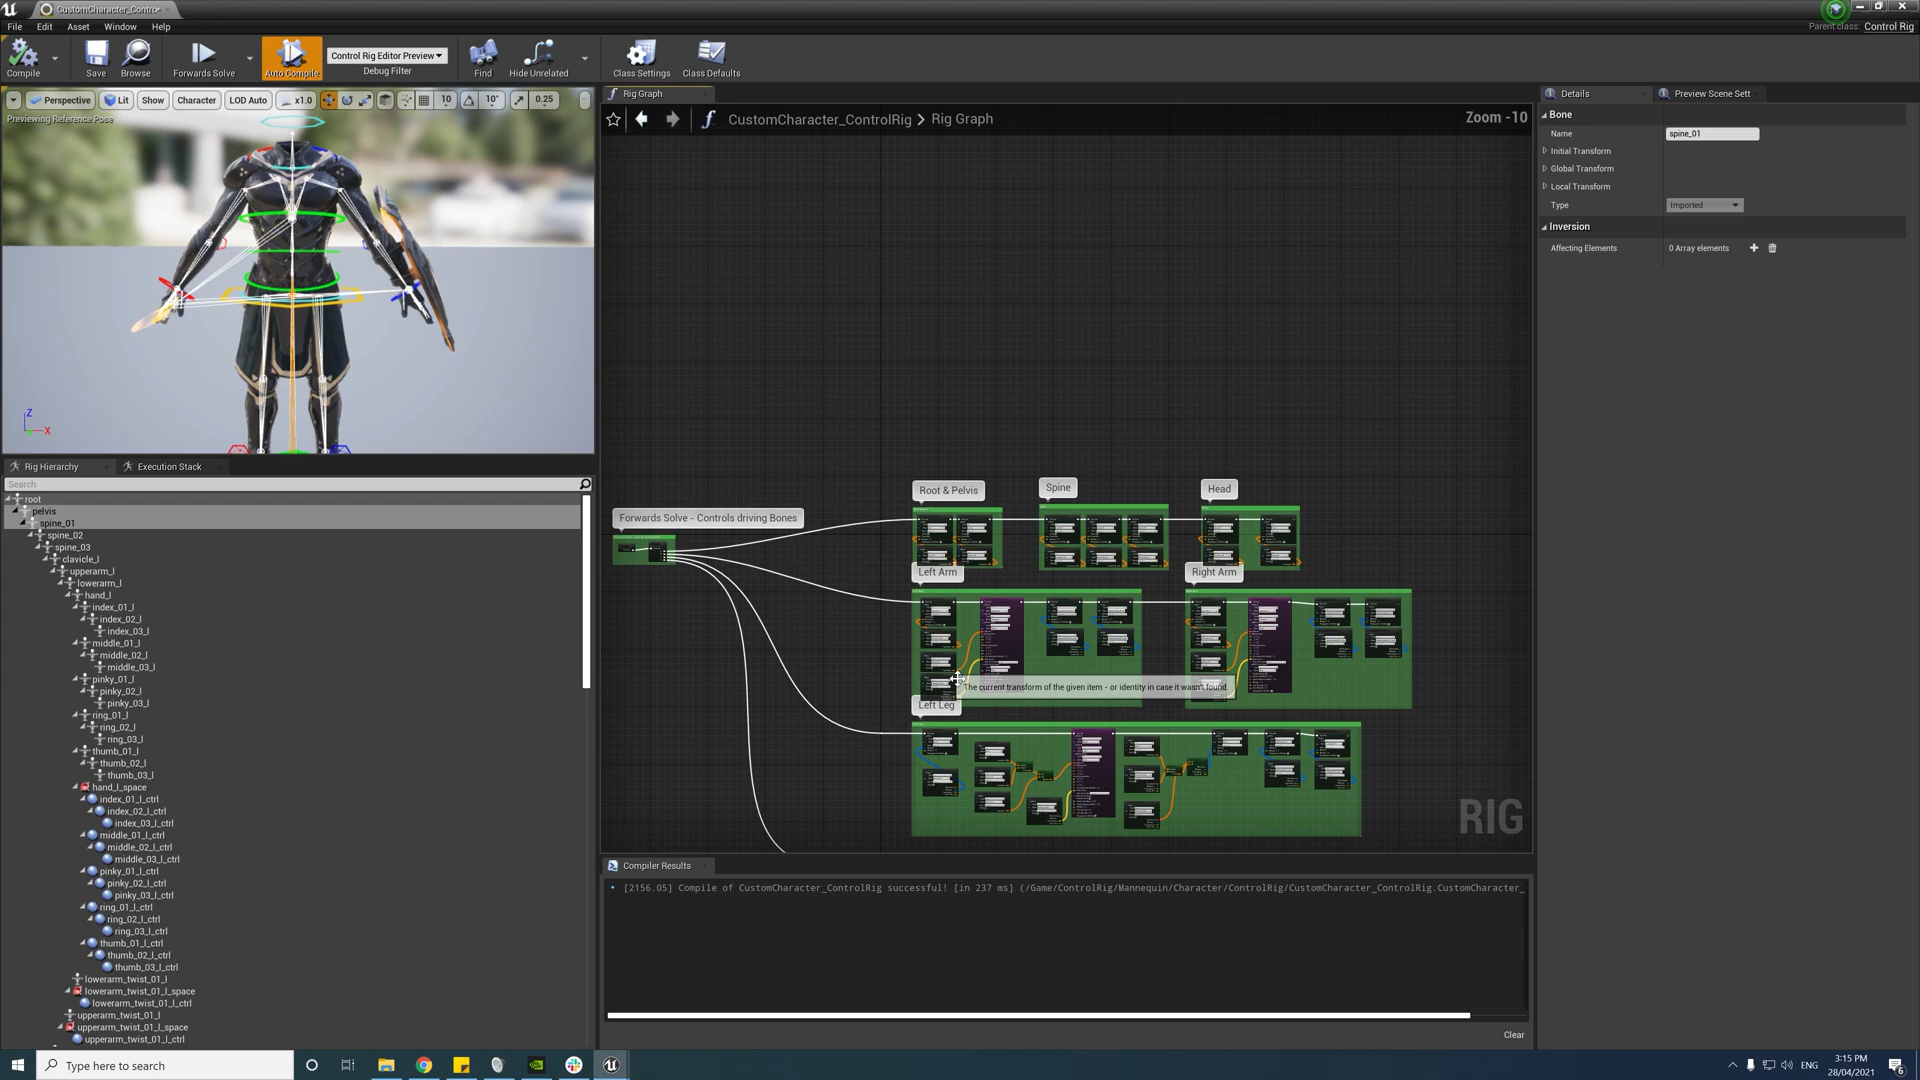 CustomCharacter_Contro
File Edit Asset Window Help
Parent class: Control Rig
Compile
Save
Browse
Forwards Solve
Auto Compile
Control Rig Editor Preview
Debug Filter
Find
Hide Unrelated
Class Settings
Class Defaults
Perspective
Lit
Show
Character
LOD Auto
x1.0
10
10°
0.25
Previewing Reference Pose
Z
X
Rig Graph
CustomCharacter_ControlRig > Rig Graph
Zoom -10
Forwards Solve - Controls driving Bones
Root & Pelvis
Spine
Head
Left Arm
Right Arm
The current transform of the given item - or identity in case it wasn't found.
Left Leg
RIG
Details
Preview Scene Sett
Bone
Name
spine_01
Initial Transform
Global Transform
Local Transform
Type
Imported
Inversion
Affecting Elements
0 Array elements
Rig Hierarchy
Execution Stack
Search
root
pelvis
spine_01
spine_02
spine_03
clavicle_l
upperarm_l
lowerarm_l
hand_l
index_01_l
index_02_l
index_03_l
middle_01_l
middle_02_l
middle_03_l
pinky_01_l
pinky_02_l
pinky_03_l
ring_01_l
ring_02_l
ring_03_l
thumb_01_l
thumb_02_l
thumb_03_l
hand_l_space
index_01_l_ctrl
index_02_l_ctrl
index_03_l_ctrl
middle_01_l_ctrl
middle_02_l_ctrl
middle_03_l_ctrl
pinky_01_l_ctrl
pinky_02_l_ctrl
pinky_03_l_ctrl
ring_01_l_ctrl
ring_02_l_ctrl
ring_03_l_ctrl
thumb_01_l_ctrl
thumb_02_l_ctrl
thumb_03_l_ctrl
lowerarm_twist_01_l
lowerarm_twist_01_l_space
lowerarm_twist_01_l_ctrl
upperarm_twist_01_l
upperarm_twist_01_l_space
upperarm_twist_01_l_ctrl
Compiler Results
[2156.05] Compile of CustomCharacter_ControlRig successful! [in 237 ms] (/Game/ControlRig/Mannequin/Character/ControlRig/CustomCharacter_ControlRig.CustomCharacter_
Clear
Type here to search
ENG
3:15 PM
28/04/2021
6